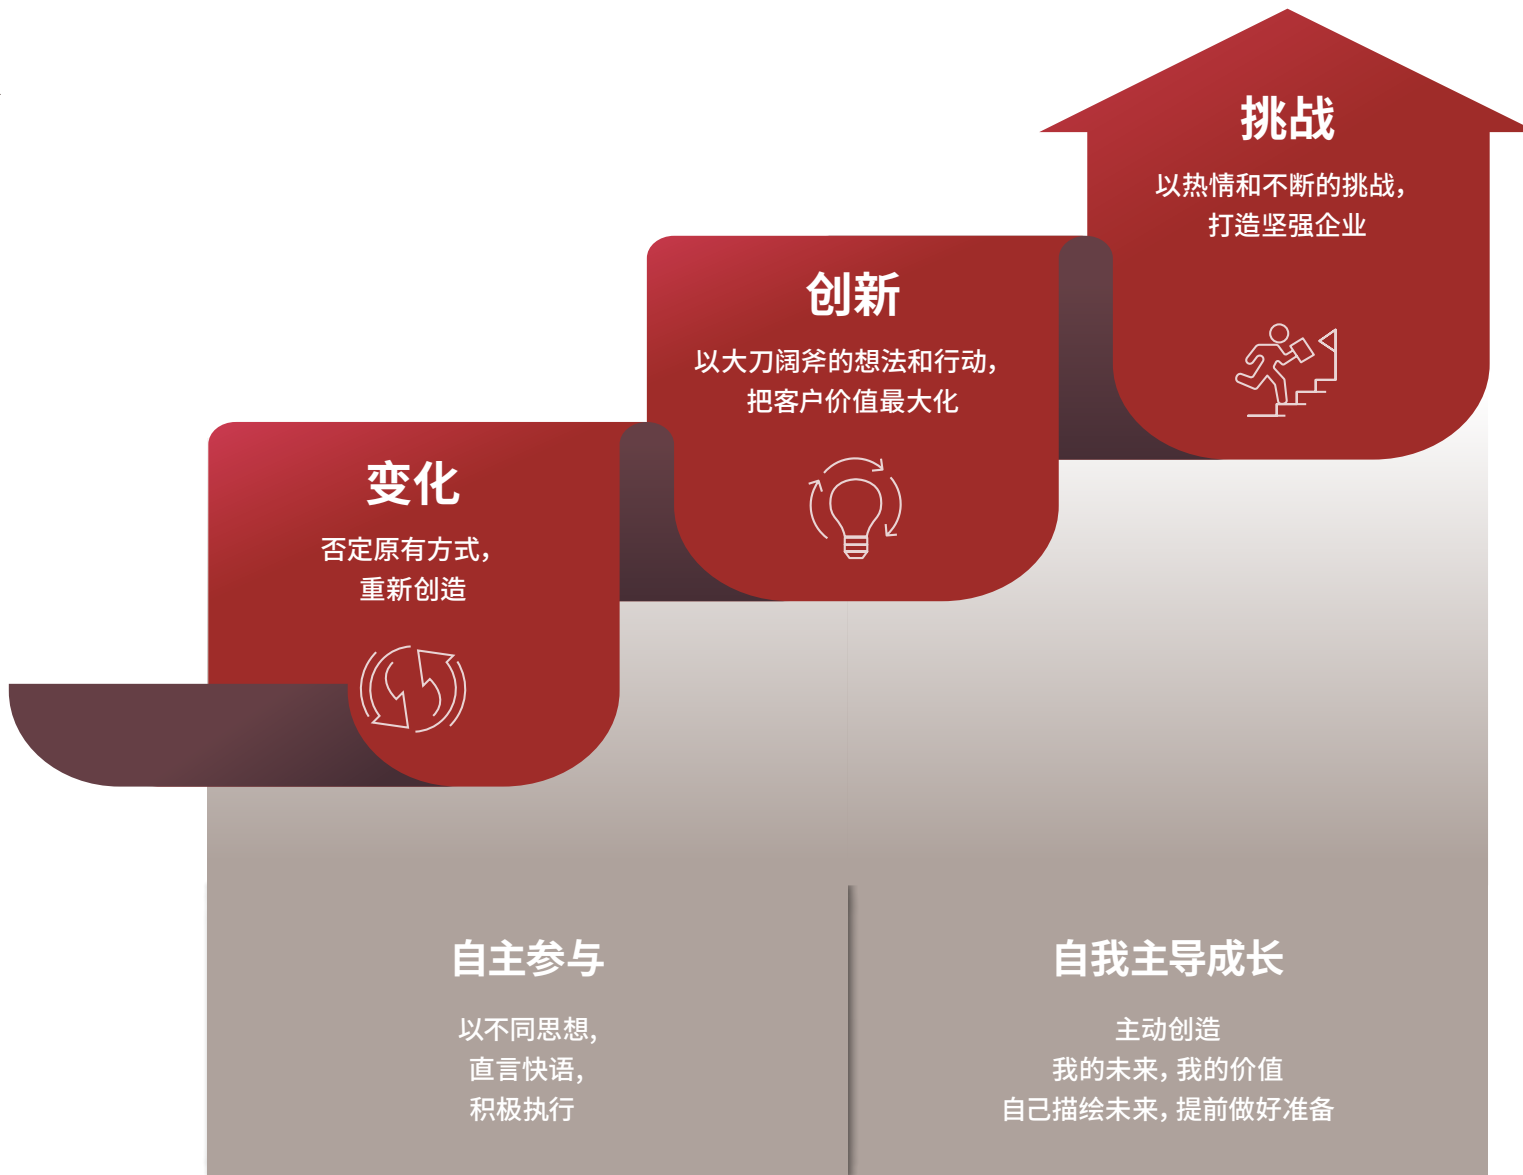 挑战
以热情和不断的挑战，
打造坚强企业
创新
以大刀阔斧的想法和行动，
把客户价值最大化
变化
否定原有方式，
重新创造
自主参与
以不同思想，
直言快语，
积极执行
自我主导成长
主动创造
我的未来，我的价值
自己描绘未来，提前做好准备